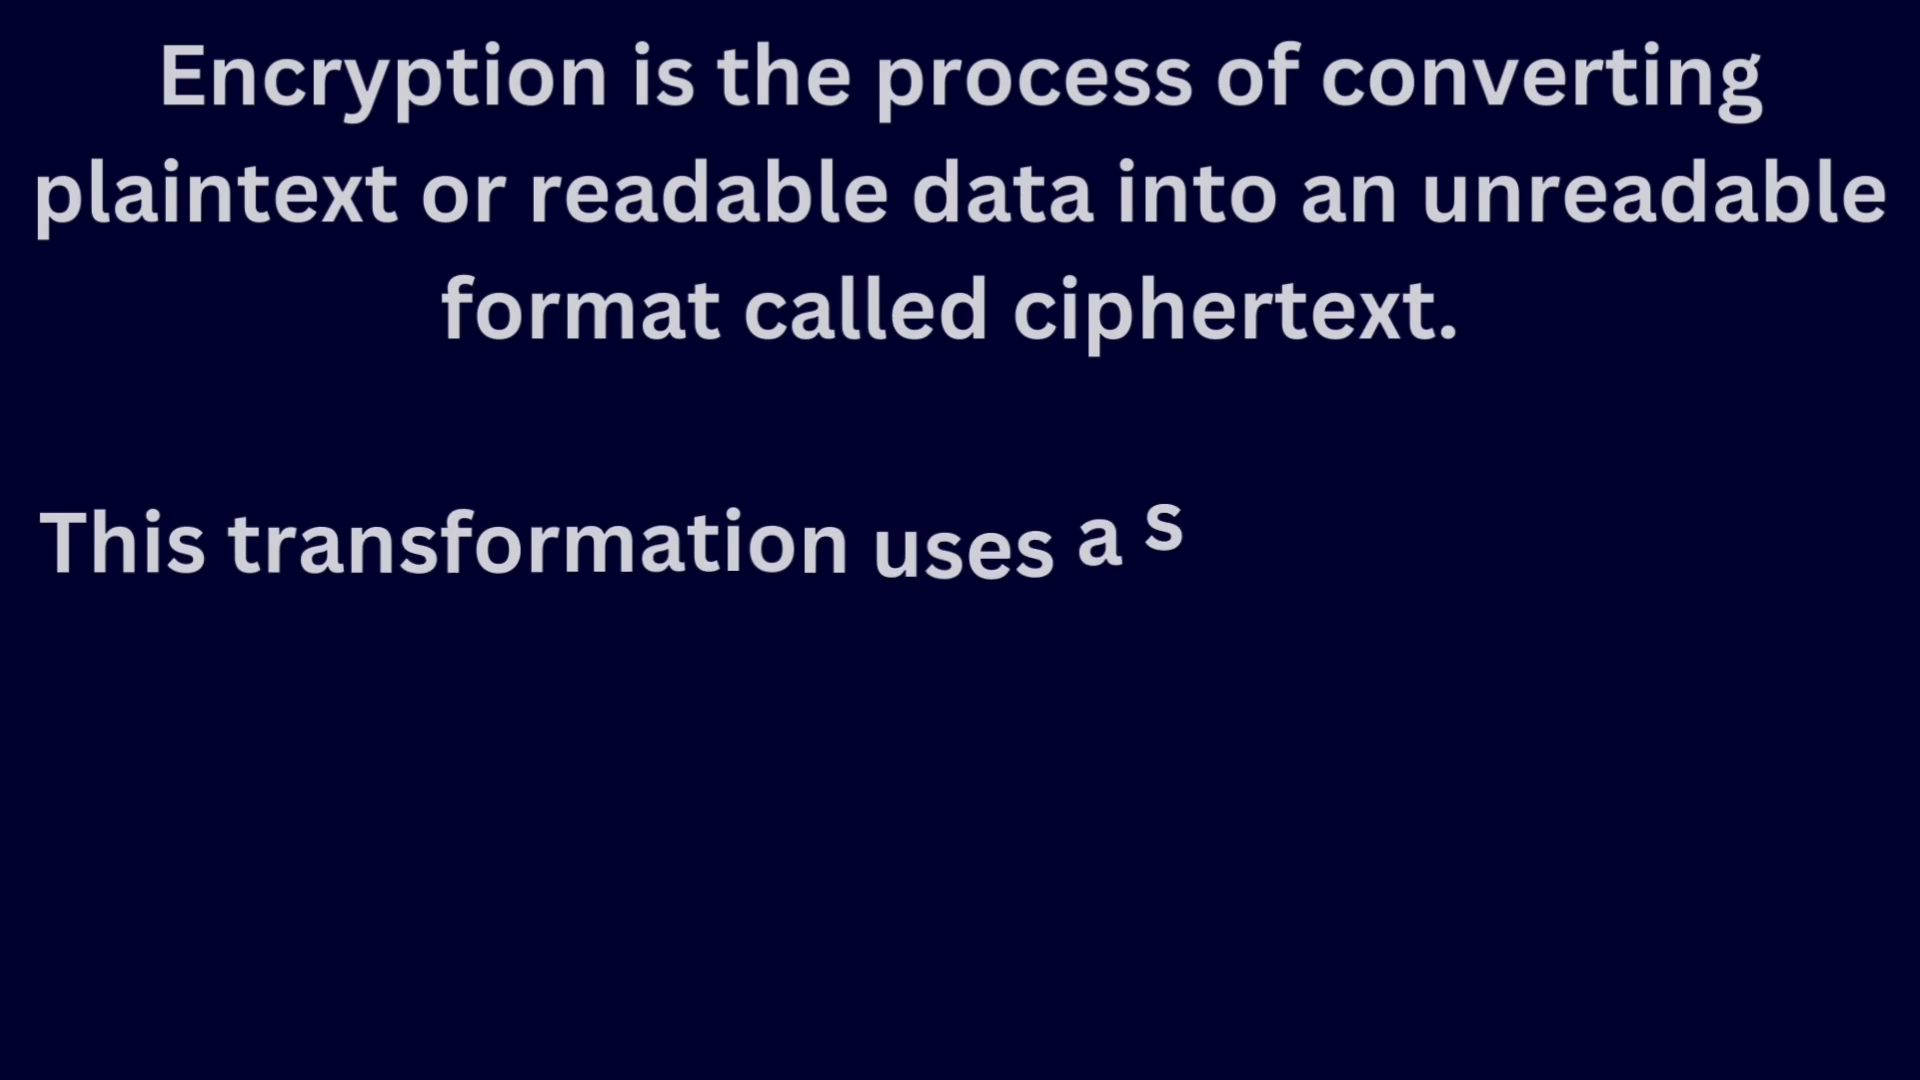 Encryption is the process of converting
plaintext or readable data into an unreadable
format called ciphertext.
This transformation uses a s